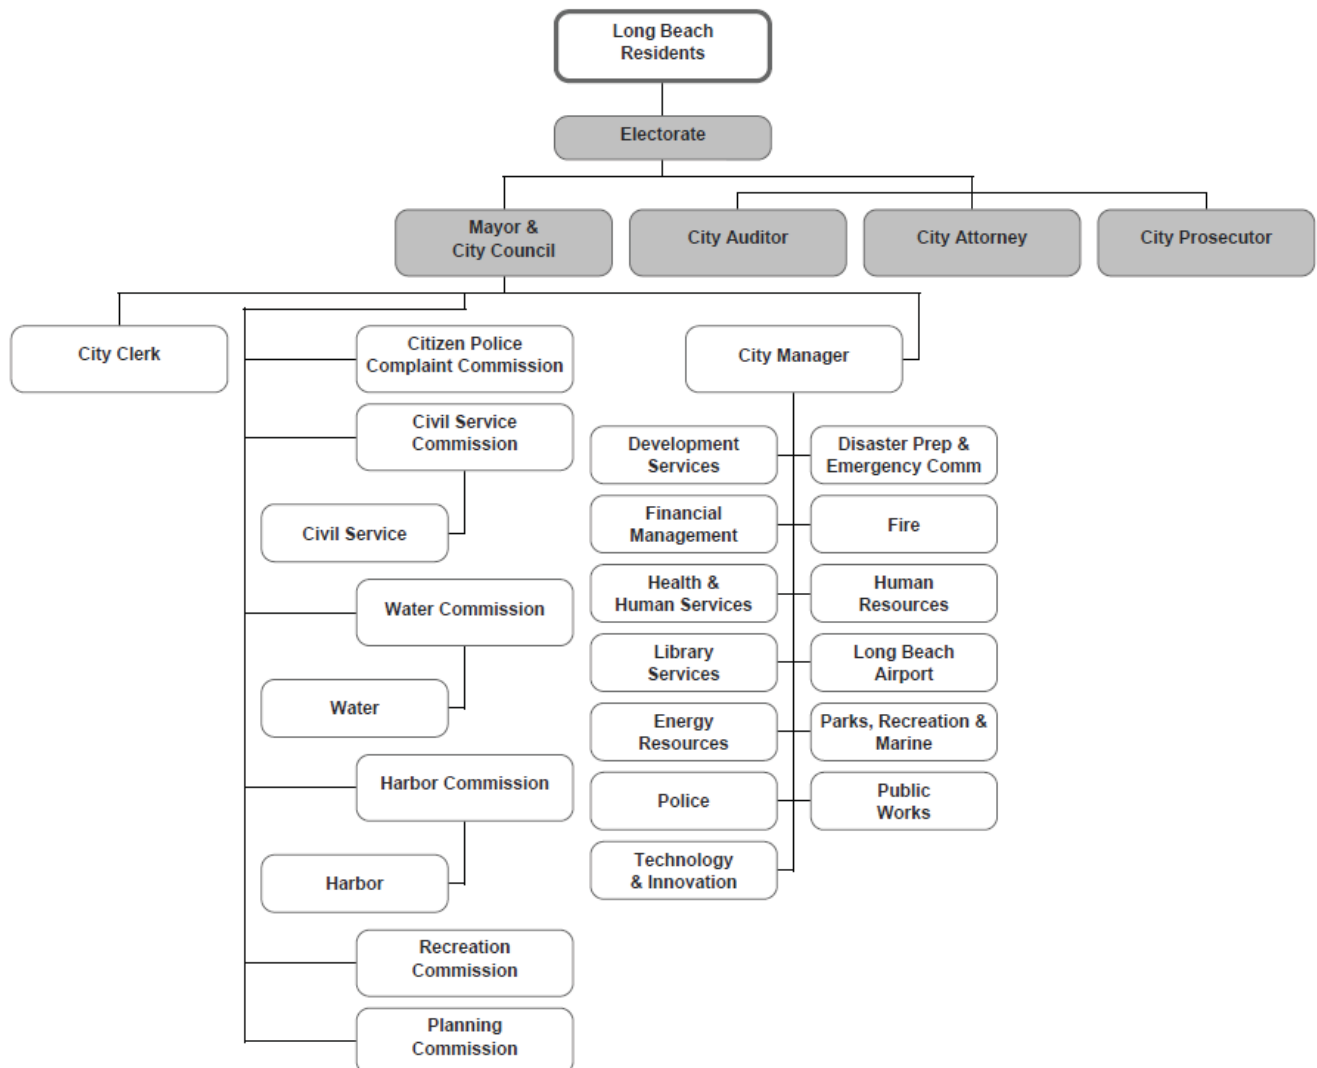 Long Beach
Residents
Electorate
Mayor &
City Council
City Auditor
City Attorney
City Prosecutor
City Clerk
Citizen Police
Complaint Commission
City Manager
Civil Service
Commission
Civil Service
Water Commission
Water
Harbor Commission
Harbor
Recreation
Commission
Planning
Commission
Development
Services
Disaster Prep &
Emergency Comm
Financial
Management
Fire
Health &
Human Services
Human
Resources
Library
Services
Long Beach
Airport
Energy
Resources
Parks, Recreation &
Marine
Police
Public
Works
Technology
& Innovation